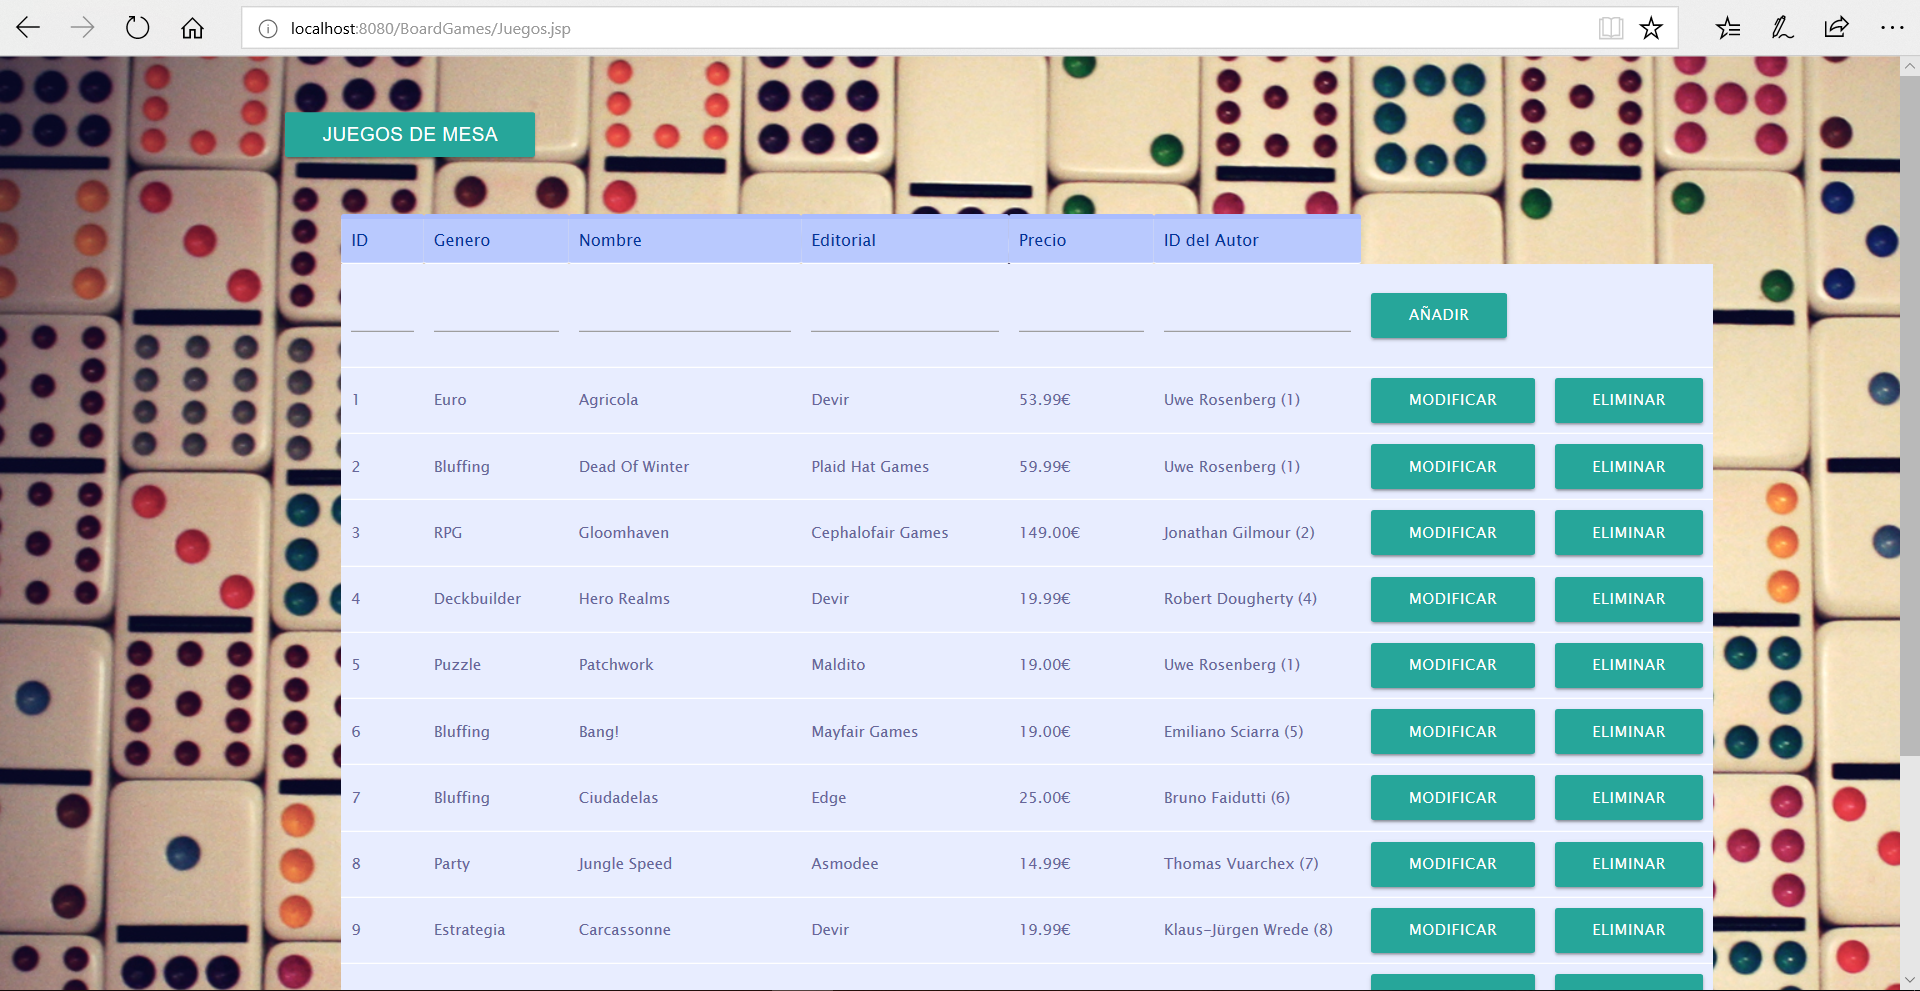 localhost:8080/BoardGames/Juegos.jsp
JUEGOS DE MESA
ID Genero Nombre Editorial Precio ID del Autor
AÑADIR
1 Euro Agricola Devir 53.99€ Uwe Rosenberg (1) MODIFICAR ELIMINAR
2 Bluffing Dead Of Winter Plaid Hat Games 59.99€ Uwe Rosenberg (1) MODIFICAR ELIMINAR
3 RPG Gloomhaven Cephalofair Games 149.00€ Jonathan Gilmour (2) MODIFICAR ELIMINAR
4 Deckbuilder Hero Realms Devir 19.99€ Robert Dougherty (4) MODIFICAR ELIMINAR
5 Puzzle Patchwork Maldito 19.00€ Uwe Rosenberg (1) MODIFICAR ELIMINAR
6 Bluffing Bang! Mayfair Games 19.00€ Emiliano Sciarra (5) MODIFICAR ELIMINAR
7 Bluffing Ciudadelas Edge 25.00€ Bruno Faidutti (6) MODIFICAR ELIMINAR
8 Party Jungle Speed Asmodee 14.99€ Thomas Vuarchex (7) MODIFICAR ELIMINAR
9 Estrategia Carcassonne Devir 19.99€ Klaus-Jürgen Wrede (8) MODIFICAR ELIMINAR